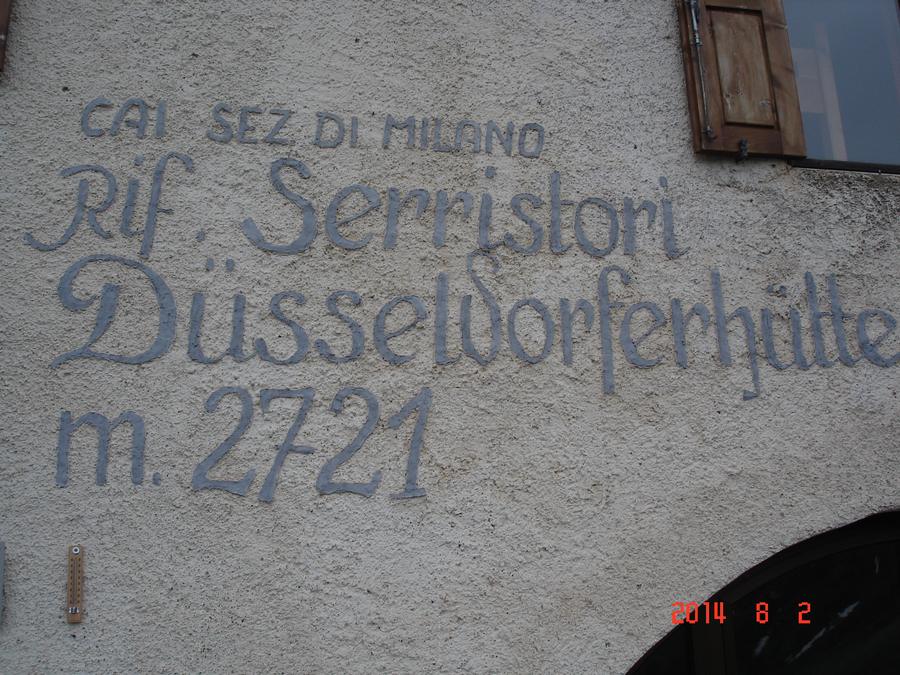 CAI SEZ DI MILANO
Rif. Serristori
Düsseldorferhütte
m. 2721
2014 8 2